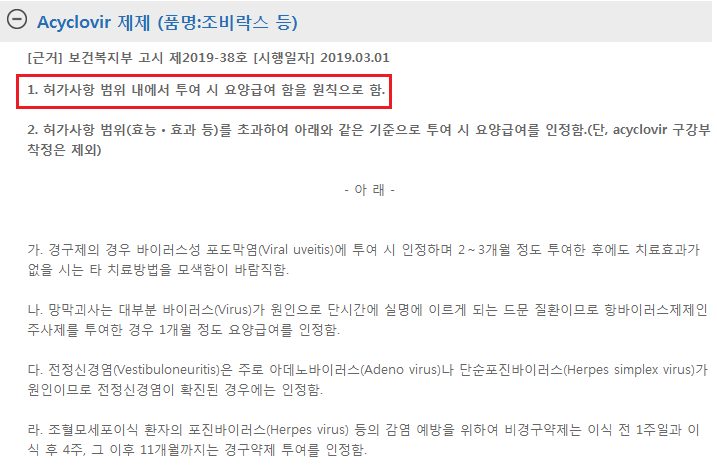 Acyclovir 제제 (품명:조비락스 등)
[근거] 보건복지부 고시 제2019-38호 [시행일자] 2019.03.01
1. 허가사항 범위 내에서 투여 시 요양급여 함을 원칙으로 함.
2. 허가사항 범위(효능・효과 등)를 초과하여 아래와 같은 기준으로 투여 시 요양급여를 인정함.(단, acyclovir 구강부
착정은 제외)
- 아 래 -
가. 경구제의 경우 바이러스성 포도막염(Viral uveitis)에 투여 시 인정하며 2～3개월 정도 투여한 후에도 치료효과가
없을 시는 타 치료방법을 모색함이 바람직함.
나. 망막괴사는 대부분 바이러스(Virus)가 원인으로 단시간에 실명에 이르게 되는 드문 질환이므로 항바이러스제제인
주사제를 투여한 경우 1개월 정도 요양급여를 인정함.
다. 전정신경염(Vestibuloneuritis)은 주로 아데노바이러스(Adeno virus)나 단순포진바이러스(Herpes simplex virus)가
원인이므로 전정신경염이 확진된 경우에는 인정함.
라. 조혈모세포이식 환자의 포진바이러스(Herpes virus) 등의 감염 예방을 위하여 비경구약제는 이식 전 1주일과 이
식 후 4주, 그 이후 11개월까지는 경구약제 투여를 인정함.